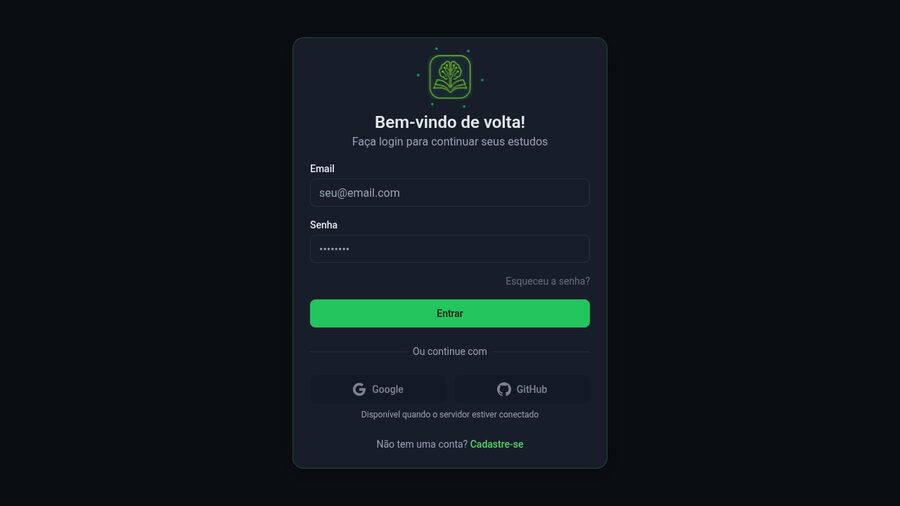 Bem-vindo de volta!
Faça login para continuar seus estudos
Email
seu@email.com
Senha
••••••••
Esqueceu a senha?
Entrar
Ou continue com
Google
GitHub
Disponível quando o servidor estiver conectado
Não tem uma conta? Cadastre-se